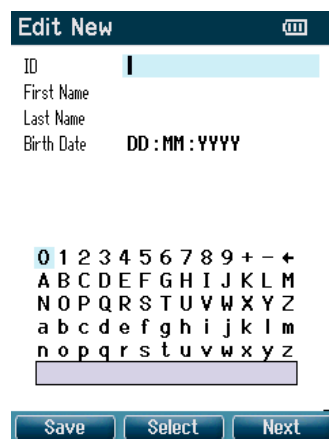 Edit New
ID
First Name
Last Name
Birth Date DD : MM : YYYY
0 1 2 3 4 5 6 7 8 9 + - ←
A B C D E F G H I J K L M
N O P Q R S T U V W X Y Z
a b c d e f g h i j k l m
n o p q r s t u v w x y z
Save Select Next